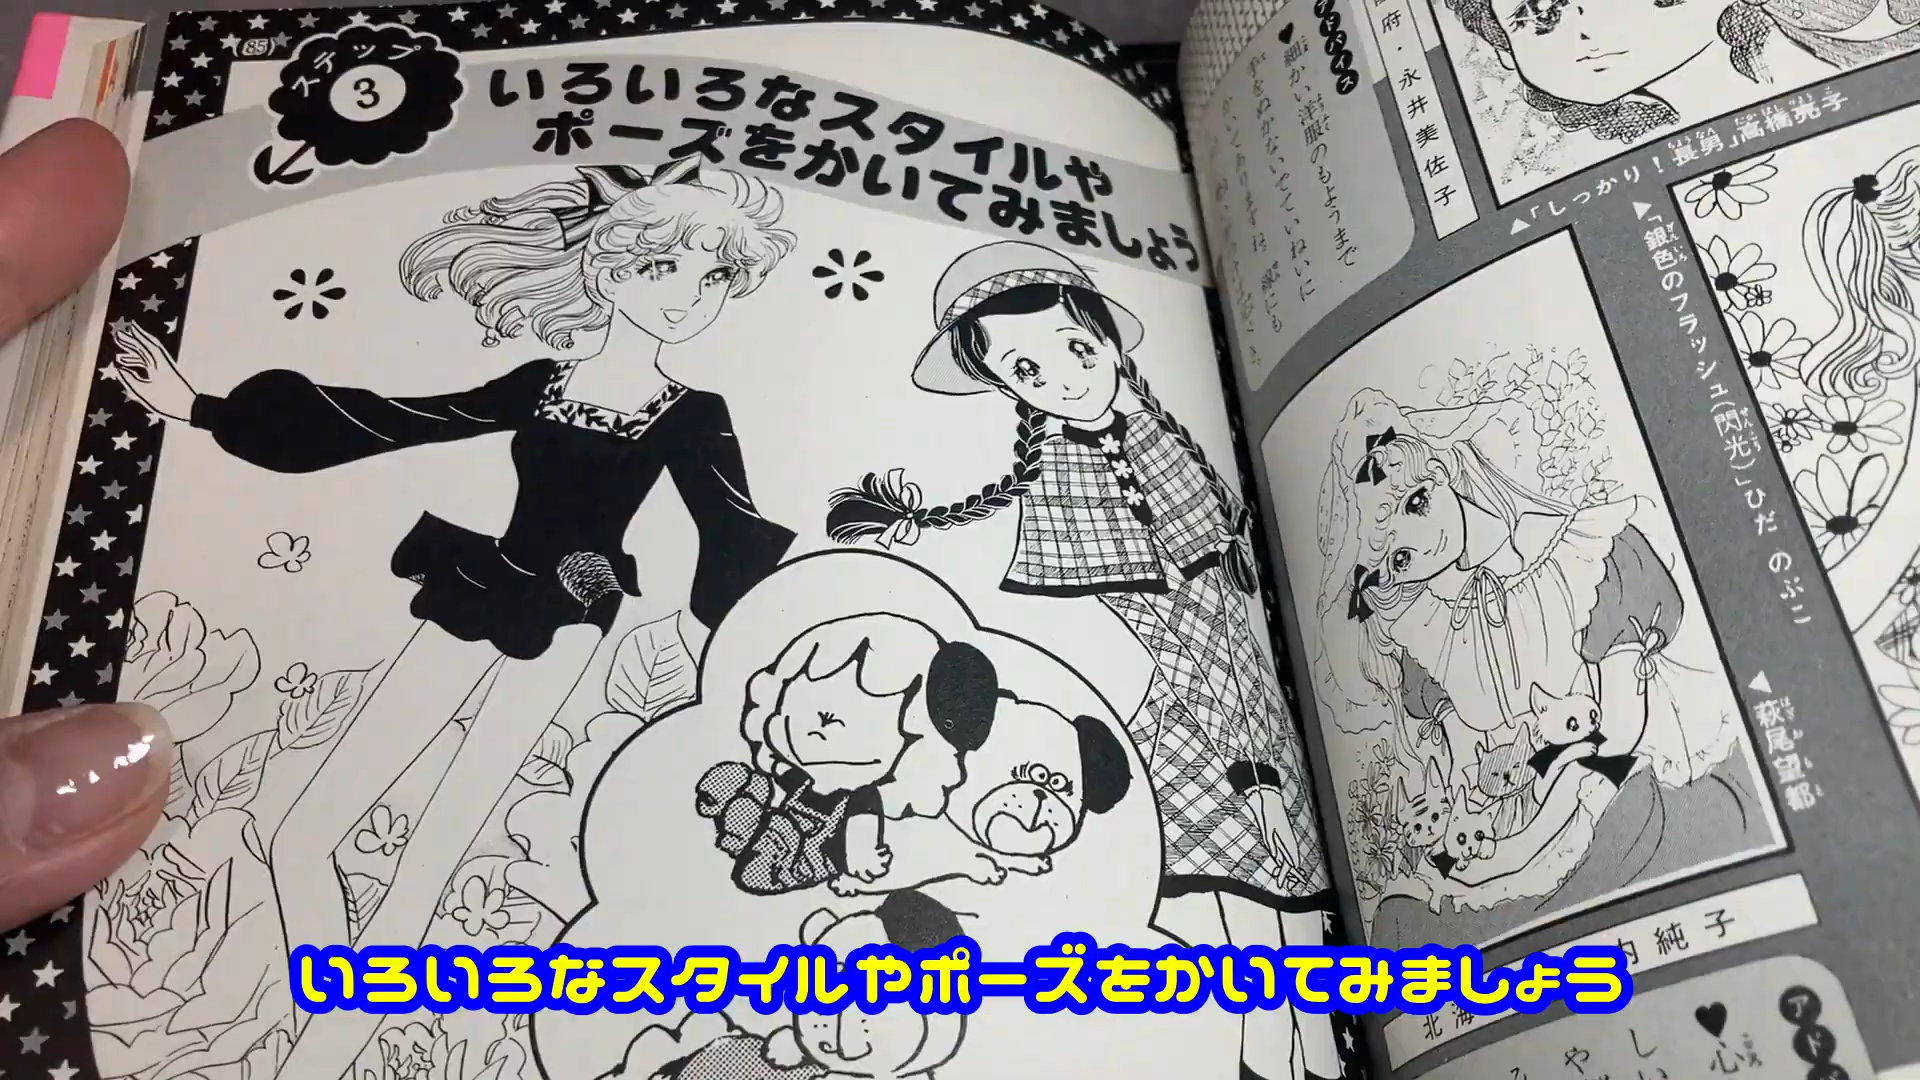 (85)
ステップ
3
いろいろなスタイルや
ポーズをかいてみましょう
アドバイス
♥細かい洋服のもようまで
手をぬかないでていねいに
府・永井美佐子
▲「しっかり！長男」高橋亮子
▶「銀色のフラッシュ(閃光)」ひだ のぶこ
◀萩尾望都
内純子
北海
♥心
いろいろなスタイルやポーズをかいてみましょう